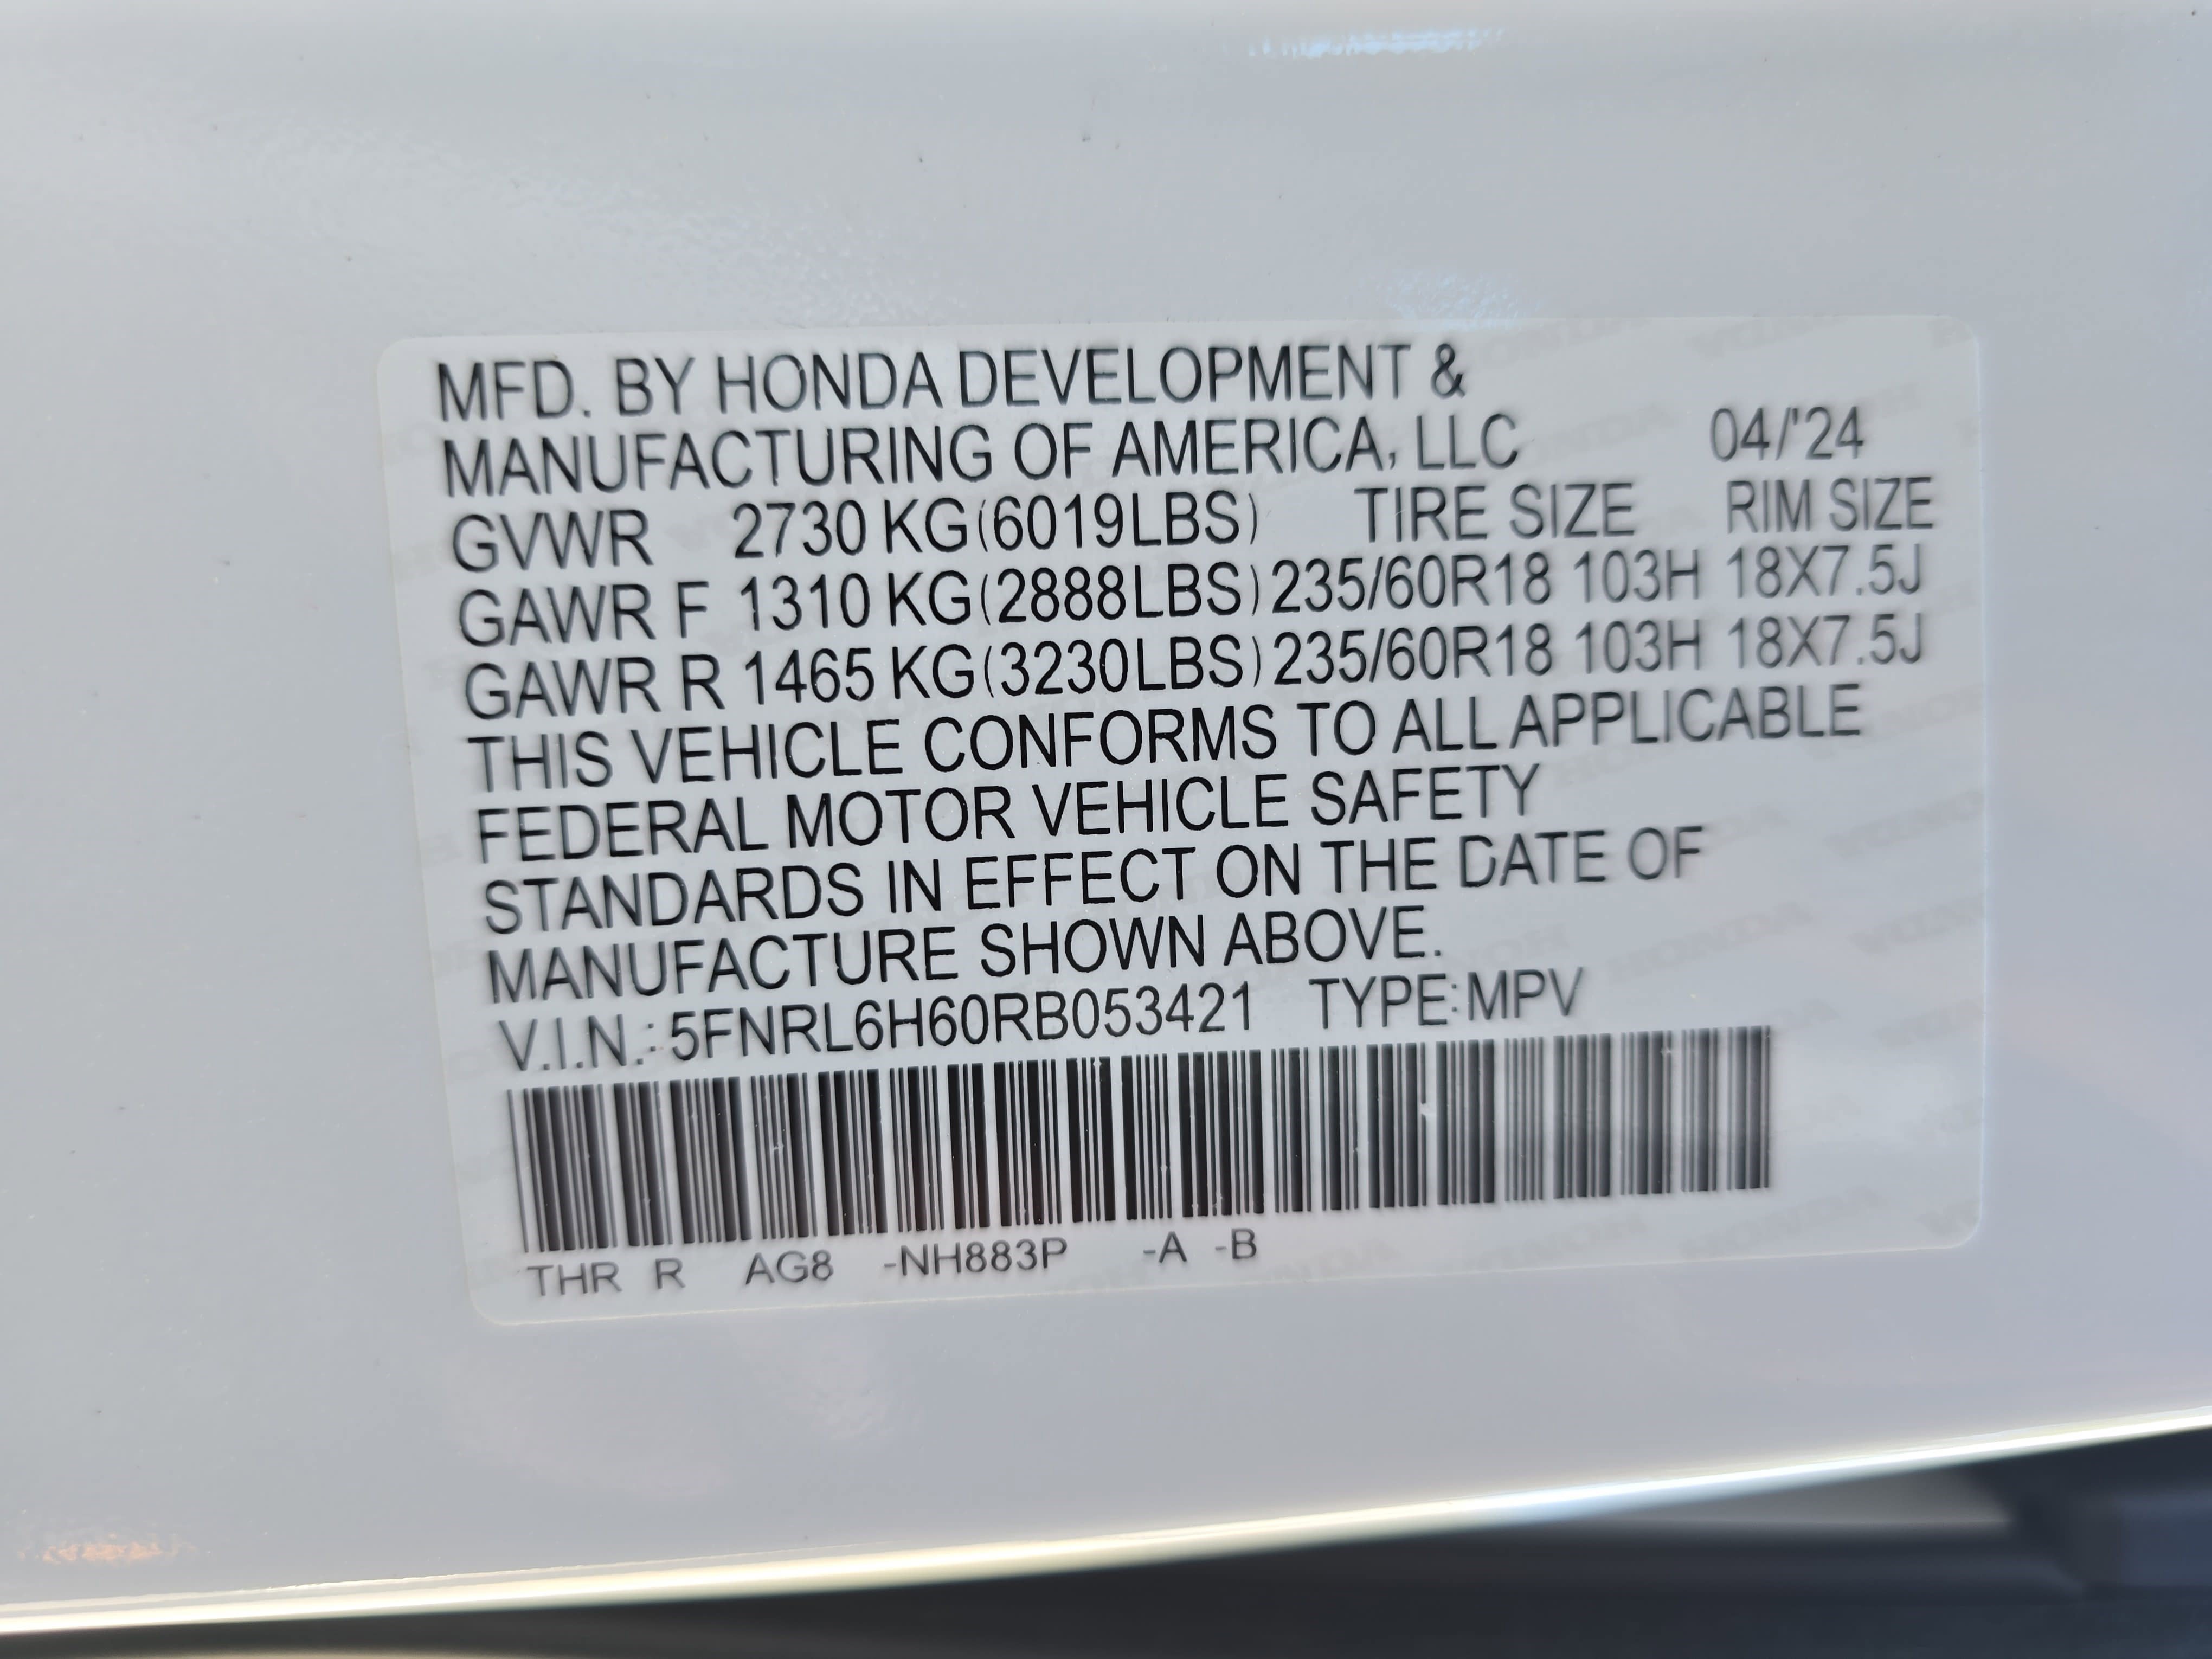 MFD. BY HONDA DEVELOPMENT &
MANUFACTURING OF AMERICA, LLC 04/'24
GVWR 2730 KG(6019LBS) TIRE SIZE RIM SIZE
GAWR F 1310 KG(2888LBS) 235/60R18 103H 18X7.5J
GAWR R 1465 KG(3230LBS) 235/60R18 103H 18X7.5J
THIS VEHICLE CONFORMS TO ALL APPLICABLE
FEDERAL MOTOR VEHICLE SAFETY
STANDARDS IN EFFECT ON THE DATE OF
MANUFACTURE SHOWN ABOVE.
V.I.N.: 5FNRL6H60RB053421 TYPE:MPV
THR R AG8 -NH883P -A -B